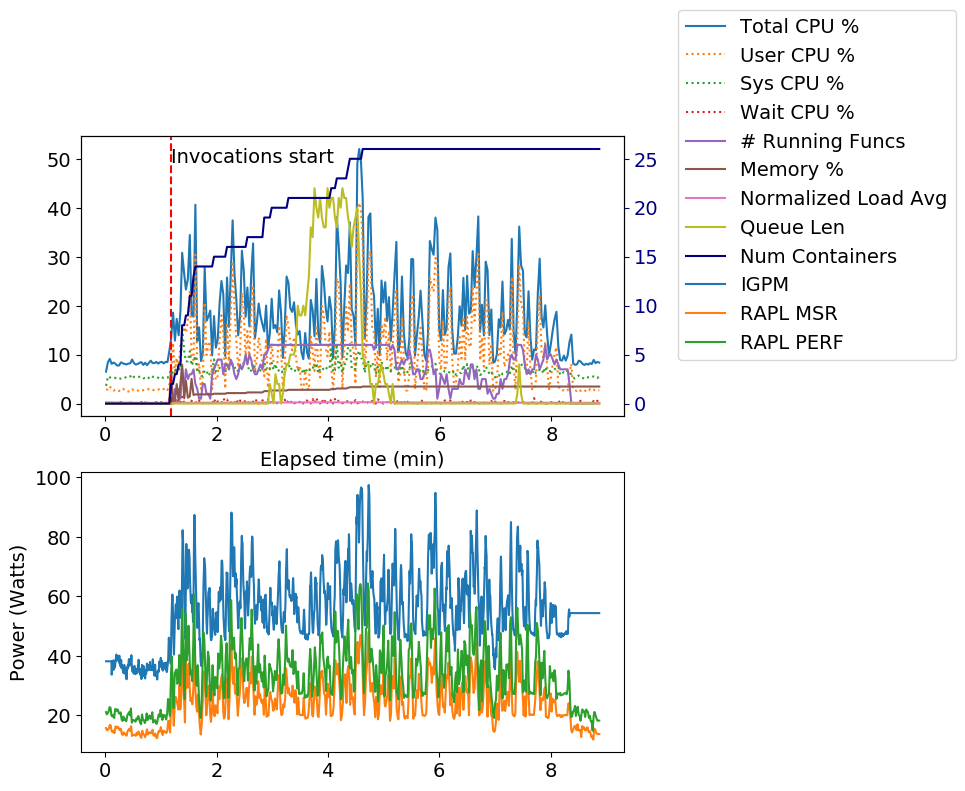 Total CPU %
User CPU %
Sys CPU %
Wait CPU %
# Running Funcs
Memory %
Normalized Load Avg
Queue Len
Num Containers
IGPM
RAPL MSR
RAPL PERF
Invocations start
50
40
30
20
10
0
25
20
15
10
5
0
0 2 4 6 8
Elapsed time (min)
Power (Watts)
100
80
60
40
20
0 2 4 6 8